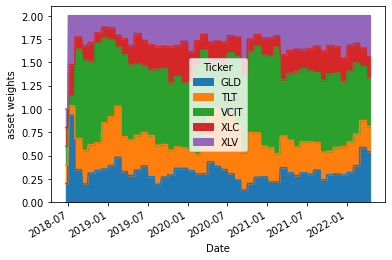 2.00
1.75
1.50
1.25
1.00
0.75
0.50
0.25
0.00
asset weights
Ticker
GLD
TLT
VCIT
XLC
XLV
2018-07
2019-01
2019-07
2020-01
2020-07
2021-01
2021-07
2022-01
Date